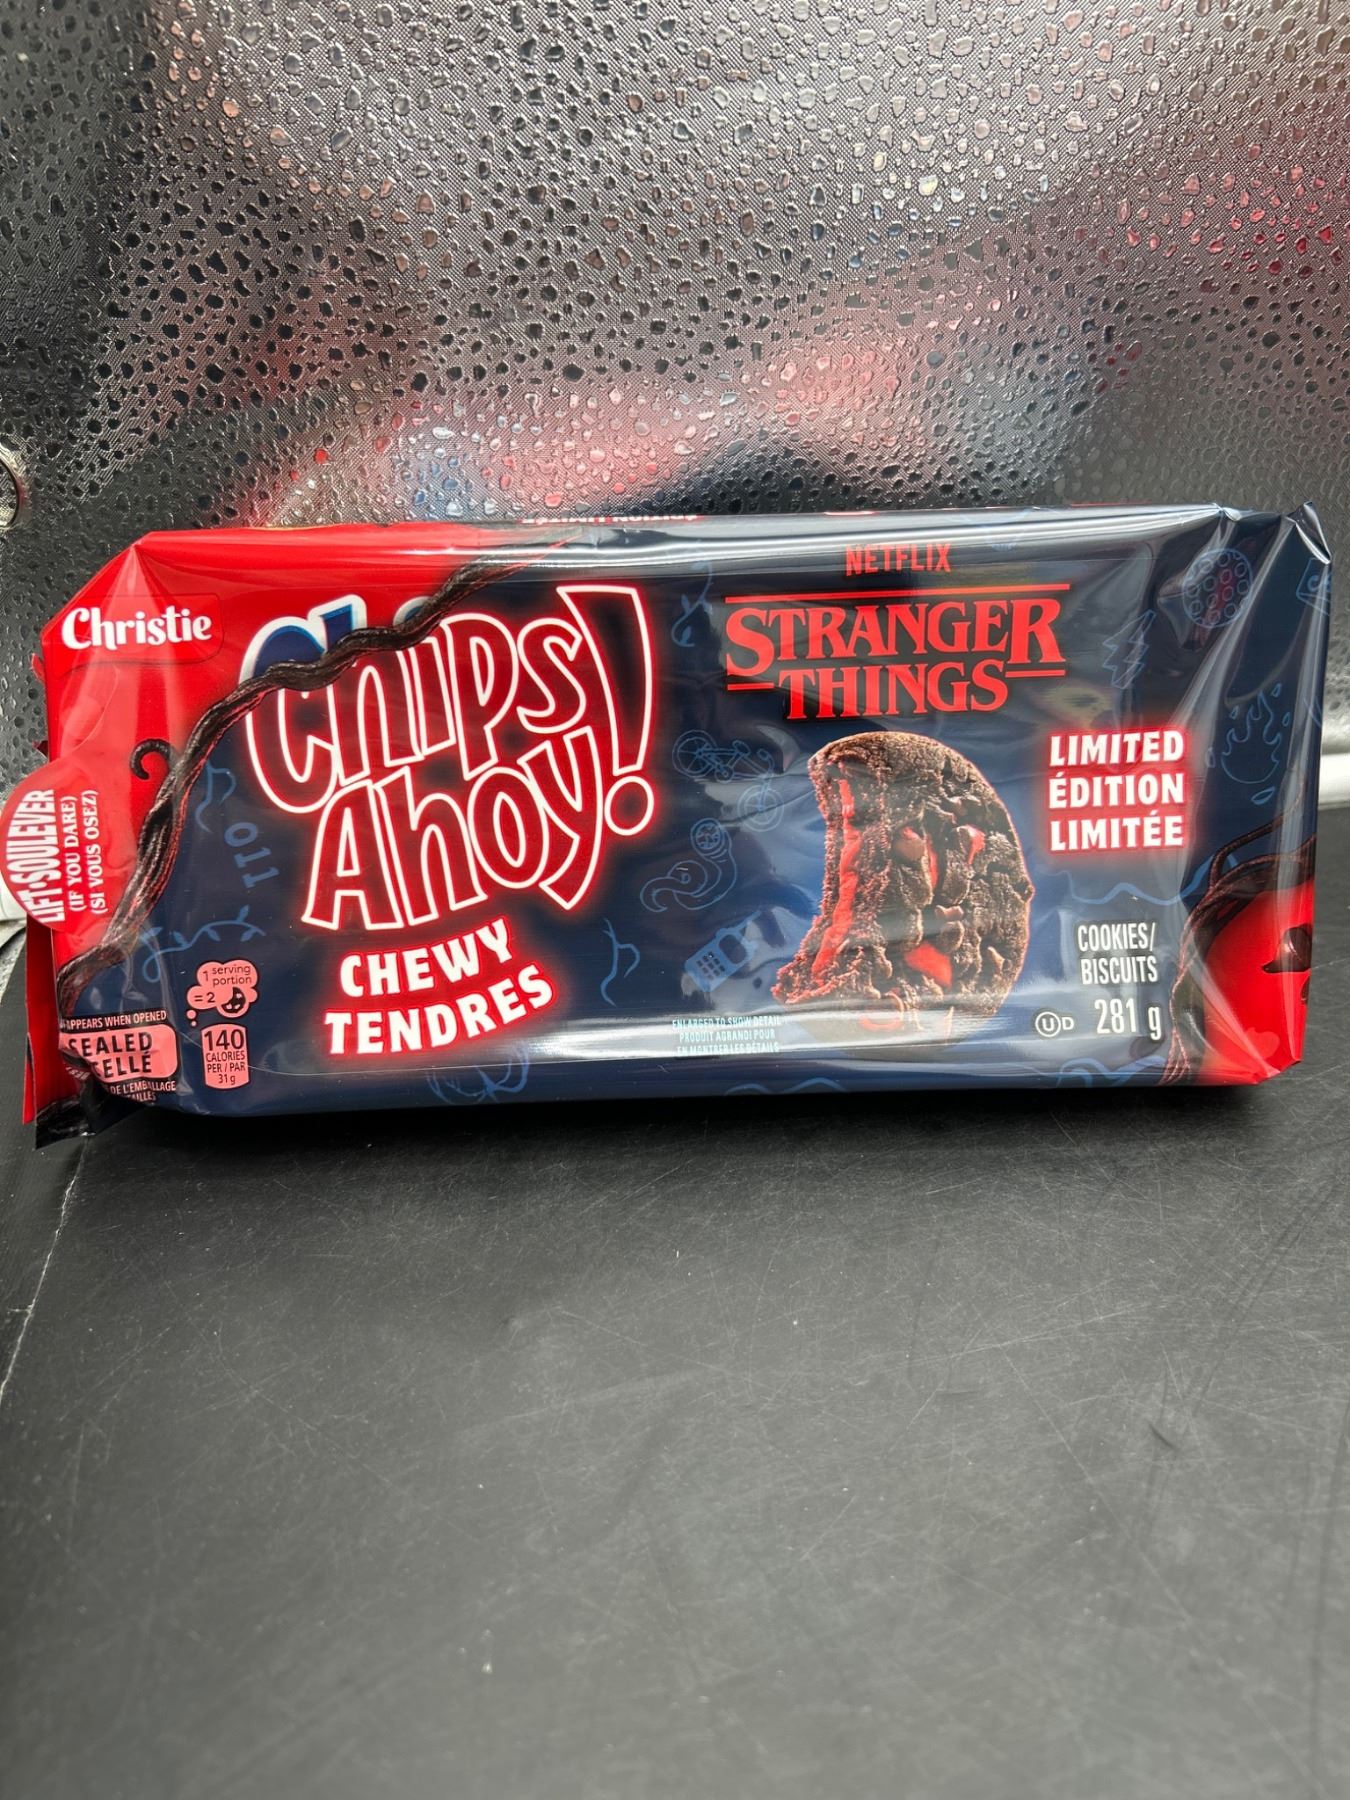 Christie
Chips
Ahoy!
CHEWY
TENDRES
NETFLIX
STRANGER
THINGS
LIMITED
ÉDITION
LIMITÉE
COOKIES/
BISCUITS
281 g
U D
LIFT·SOULEVER
(IF YOU DARE)
(SI VOUS OSEZ)
011
1 serving
portion
= 2
140
CALORIES
PER / PAR
31 g
APPEARS WHEN OPENED
SEALED
DE L'EMBALLAGE
ENLARGED TO SHOW DETAIL
PRODUIT AGRANDI POUR
EN MONTRER LES DÉTAILS